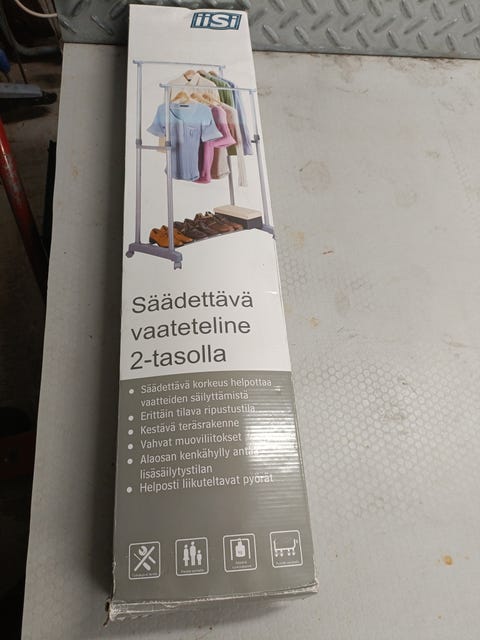 iiSi
Säädettävä
vaateteline
2-tasolla
Säädettävä korkeus helpottaa
vaatteiden säilyttämistä
Erittäin tilava ripustustila
Kestävä teräsrakenne
Vahvat muoviliitokset
Alaosan kenkähylly antaa
lisäsäilytystilan
Helposti liikuteltavat pyörät